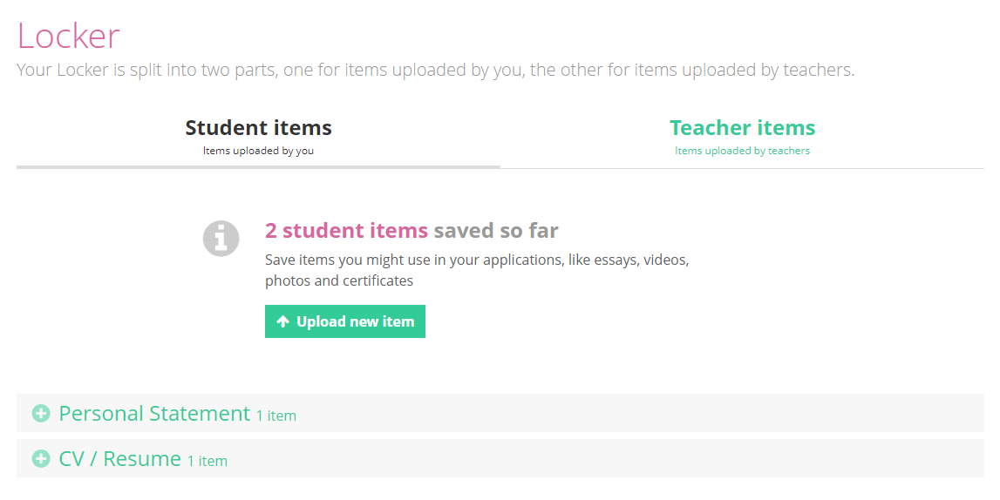 Locker
Your Locker is split into two parts, one for items uploaded by you, the other for items uploaded by teachers.
Student items
Items uploaded by you
Teacher items
Items uploaded by teachers
2 student items saved so far
Save items you might use in your applications, like essays, videos,
photos and certificates
Upload new item
Personal Statement 1 item
CV / Resume 1 item